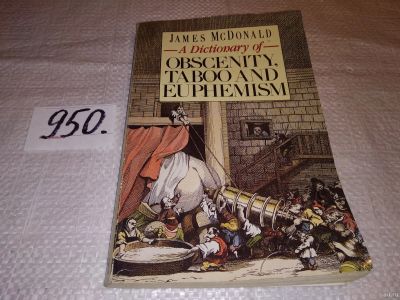 JAMES MCDONALD
A Dictionary of
OBSCENITY,
TABOO AND
EUPHEMISM
950.